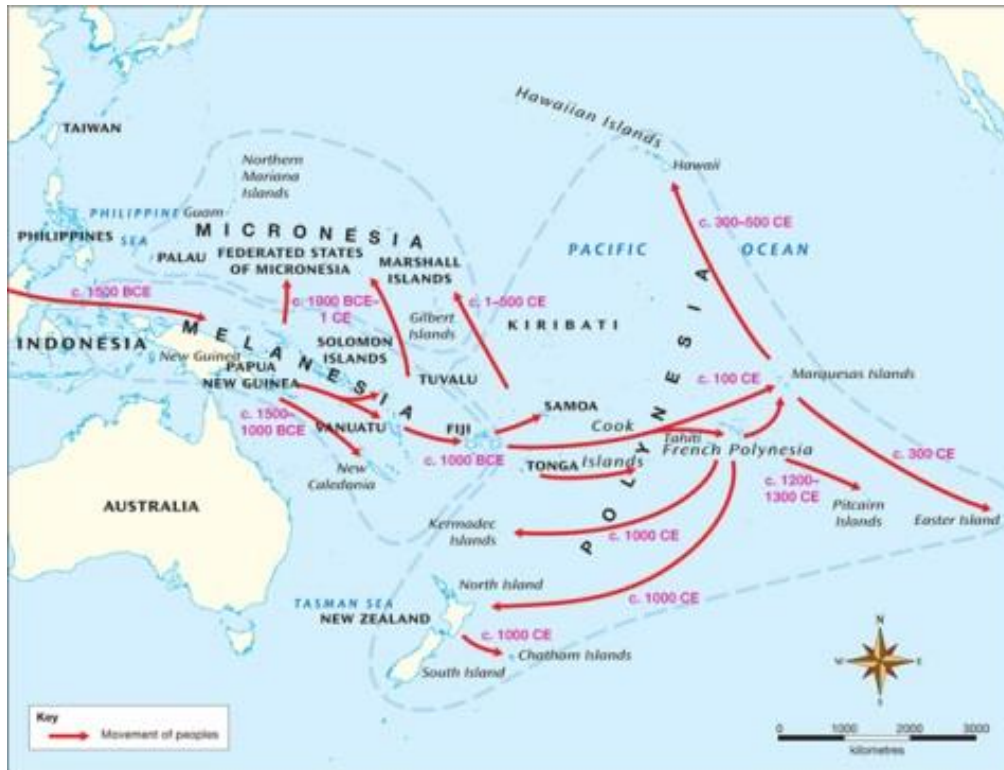 Hawaiian Islands
Hawaii
TAIWAN
Northern
Mariana
Islands
PHILIPPINE
SEA
Guam
PHILIPPINES
MICRONESIA
PALAU
FEDERATED STATES
OF MICRONESIA
MARSHALL
ISLANDS
PACIFIC OCEAN
c. 300–500 CE
c. 1500 BCE
c. 1000 BCE–
1 CE
c. 1–500 CE
Gilbert
Islands
KIRIBATI
INDONESIA
MELANESIA
New Guinea
PAPUA
NEW GUINEA
SOLOMON
ISLANDS
TUVALU
POLYNESIA
c. 100 CE
Marquesas Islands
c. 1500–
1000 BCE
VANUATU
FIJI
SAMOA
Cook
Islands
Tahiti
French Polynesia
c. 1000 BCE
TONGA
New
Caledonia
c. 300 CE
c. 1200–
1300 CE
Pitcairn
Islands
Easter Island
AUSTRALIA
Kermadec
Islands
c. 1000 CE
North Island
TASMAN SEA
NEW ZEALAND
c. 1000 CE
c. 1000 CE
Chatham Islands
South Island
N
W
E
S
Key
Movement of peoples
0 1000 2000 3000
kilometres